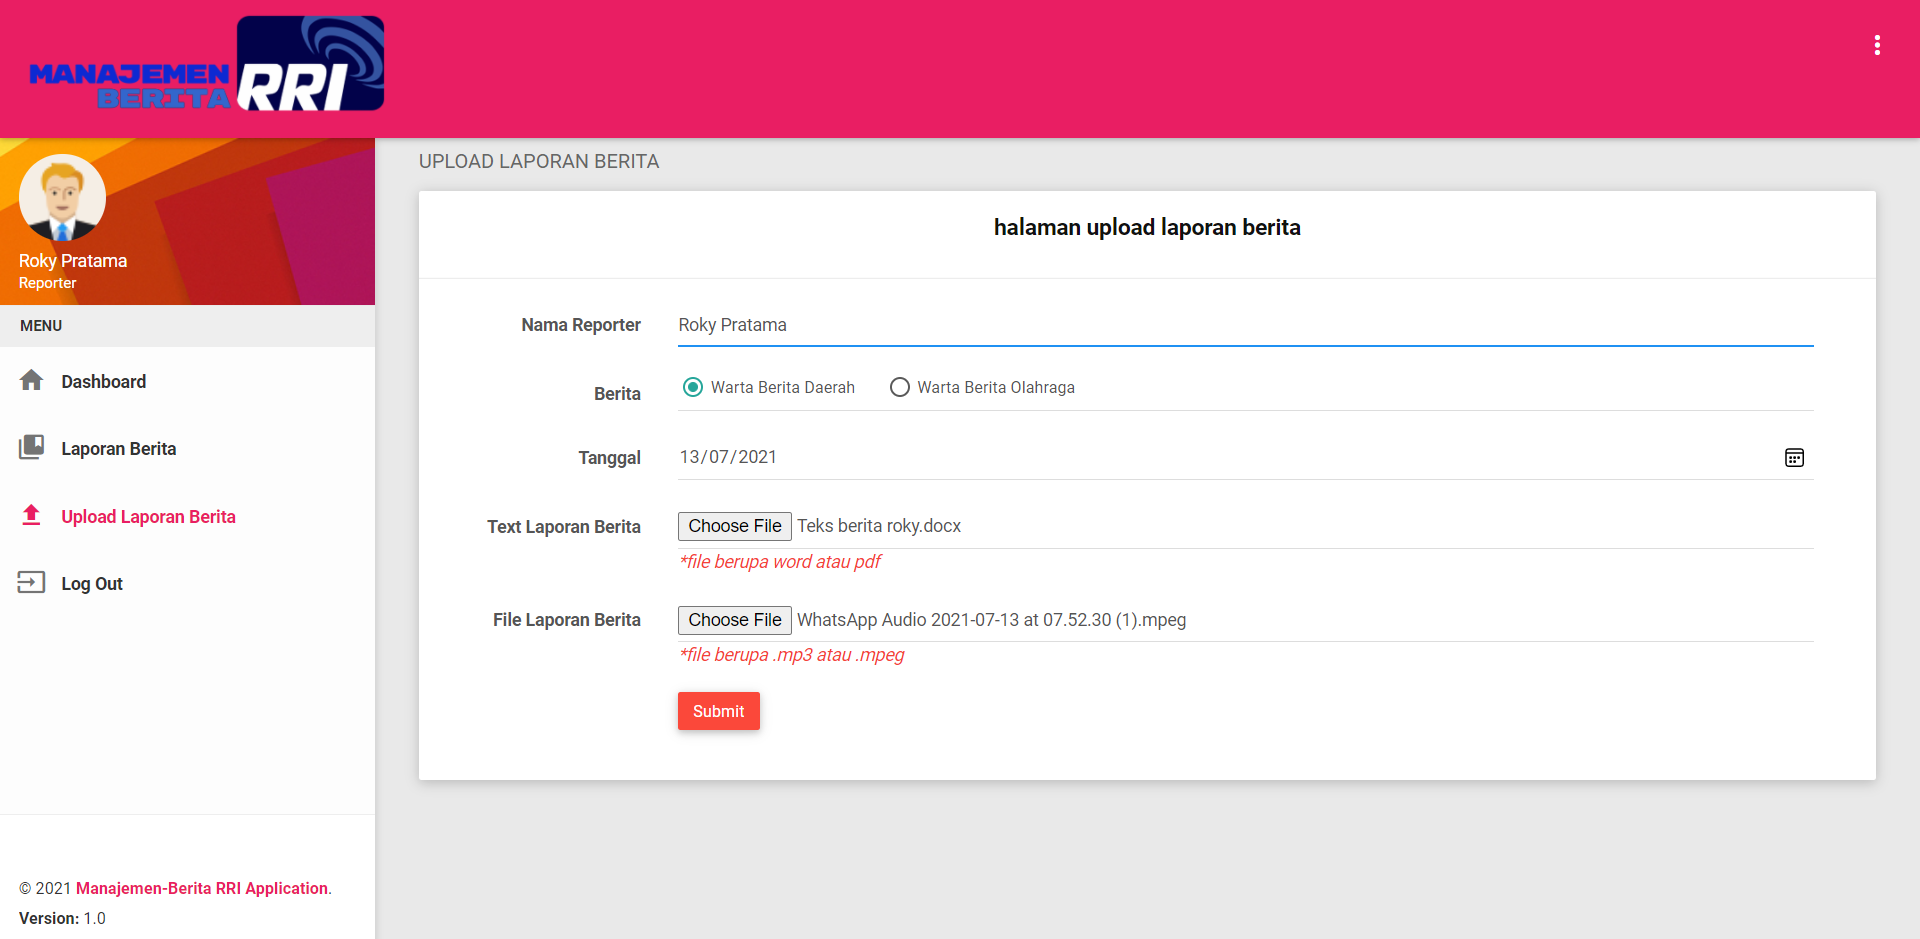 MANAJEMEN
BERITA
RRI
Roky Pratama
Reporter
MENU
Dashboard
Laporan Berita
Upload Laporan Berita
Log Out
© 2021 Manajemen-Berita RRI Application.
Version: 1.0
UPLOAD LAPORAN BERITA
halaman upload laporan berita
Nama Reporter Roky Pratama
Berita Warta Berita Daerah Warta Berita Olahraga
Tanggal 13/07/2021
Text Laporan Berita Choose File Teks berita roky.docx
*file berupa word atau pdf
File Laporan Berita Choose File WhatsApp Audio 2021-07-13 at 07.52.30 (1).mpeg
*file berupa .mp3 atau .mpeg
Submit